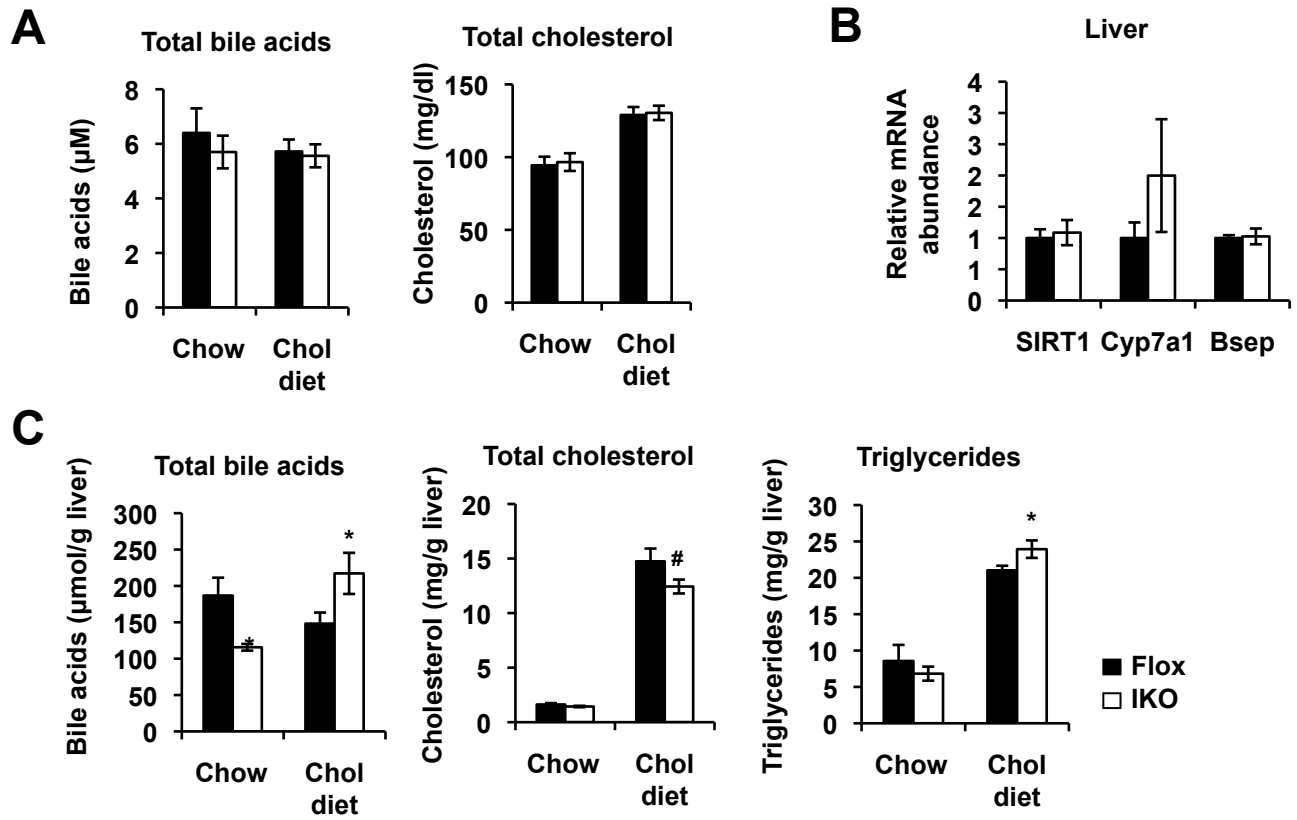 A
Total bile acids
Bile acids (μM)
8
6
4
2
0
Chow
Chol
diet
Total cholesterol
Cholesterol (mg/dl)
150
100
50
0
Chow
Chol
diet
B
Liver
Relative mRNA
abundance
4
3
3
2
2
1
1
0
SIRT1 Cyp7a1 Bsep
C
Total bile acids
Bile acids (μmol/g liver)
300
250
200
150
100
50
0
*
*
Chow
Chol
diet
Total cholesterol
Cholesterol (mg/g liver)
20
15
10
5
0
#
Chow
Chol
diet
Triglycerides
Triglycerides (mg/g liver)
30
25
20
15
10
5
0
*
Chow
Chol
diet
Flox
IKO